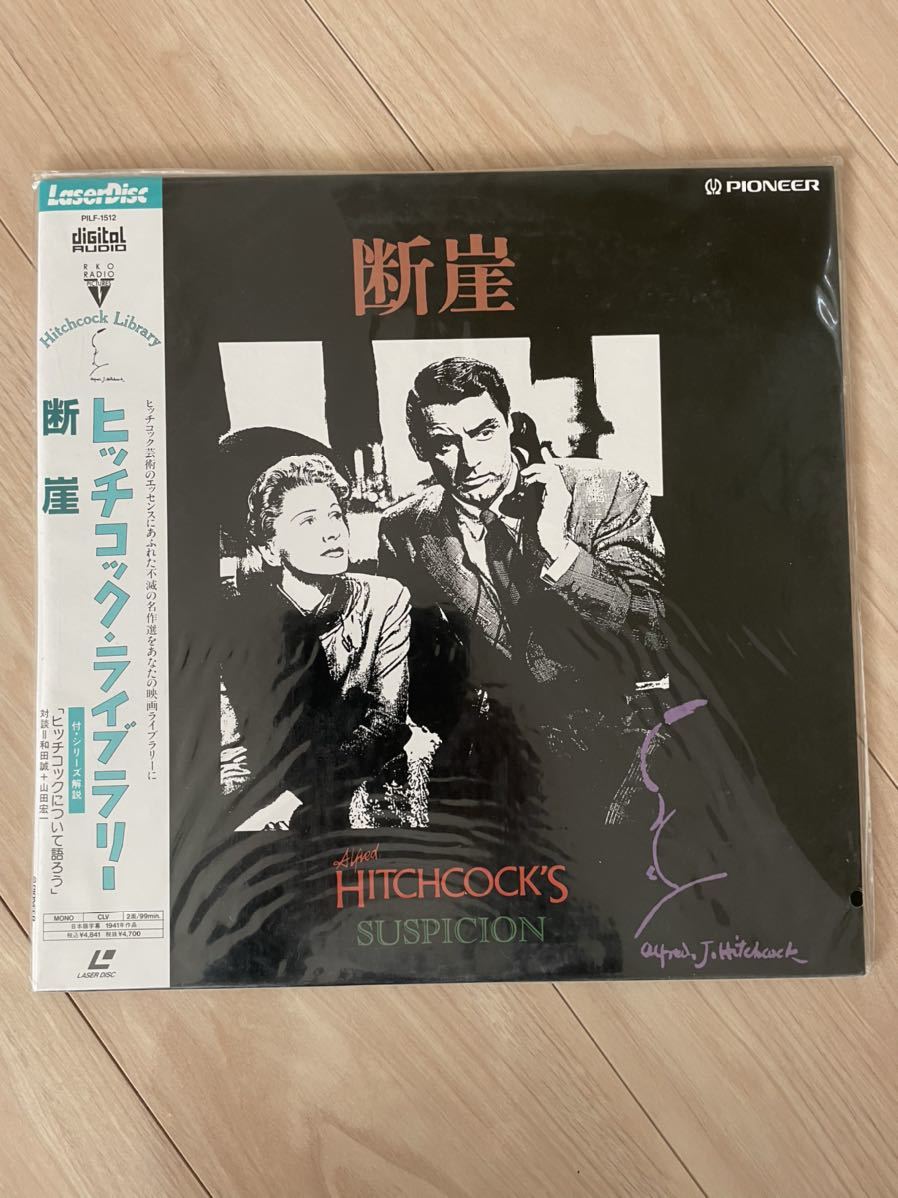 LaserDisc
PILF-1512
digital
AUDIO
RKO
RADIO
PICTURES
Hitchcock Library
Alfred.J.Hitchcock
断崖
ヒッチコック・ライブラリー
ヒッチコック芸術のエッセンスにあふれた不滅の名作選をあなたの映画ライブラリーに
付・シリーズ解説
「ヒッチコックについて語ろう」
対談=和田誠+山田宏一
MONO CLV 2面/99min.
日本語字幕 1941年作品
税込¥4,841 税抜¥4,700
LASER DISC
PIONEER
断崖
Alfred
HITCHCOCK'S
SUSPICION
Alfred.J.Hitchcock